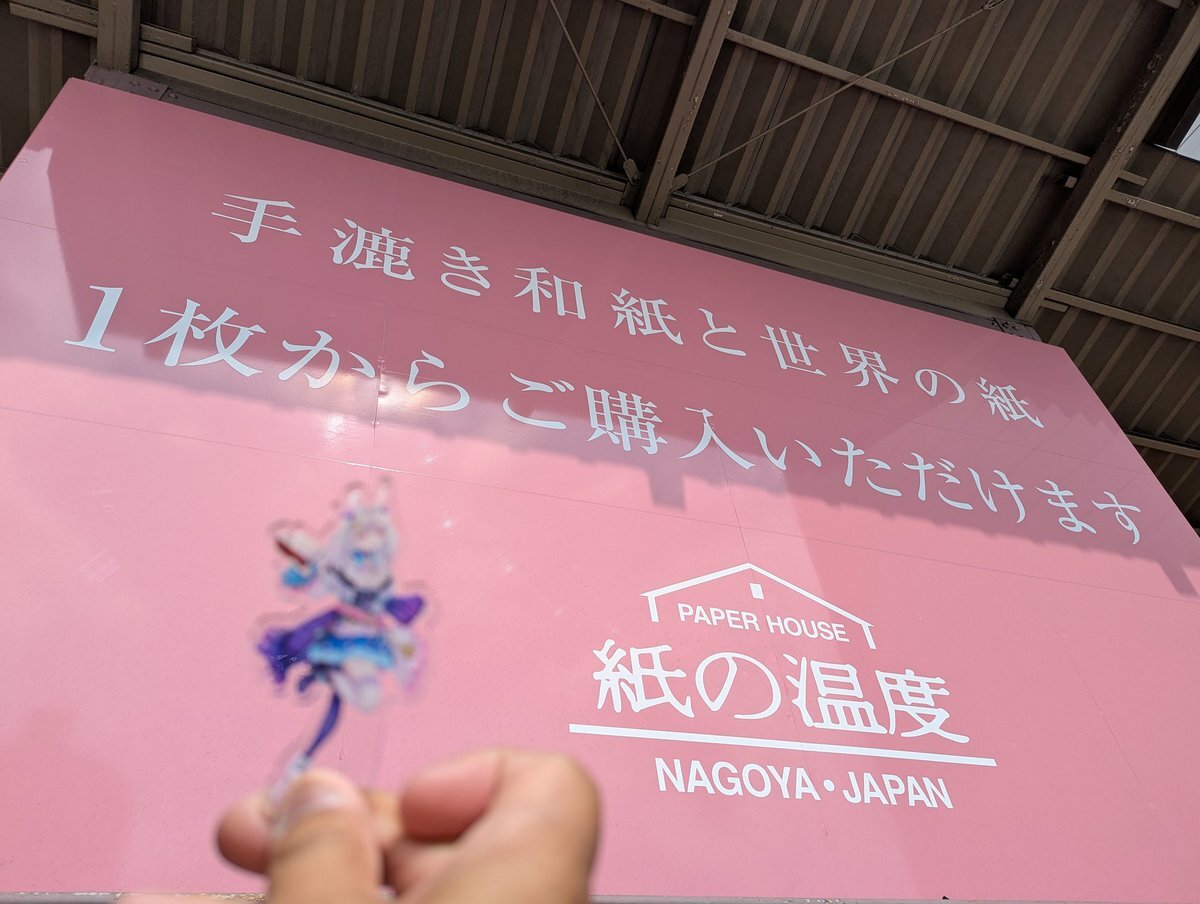 手漉き和紙と世界の紙
1枚からご購入いただけます
PAPER HOUSE
紙の温度
NAGOYA・JAPAN